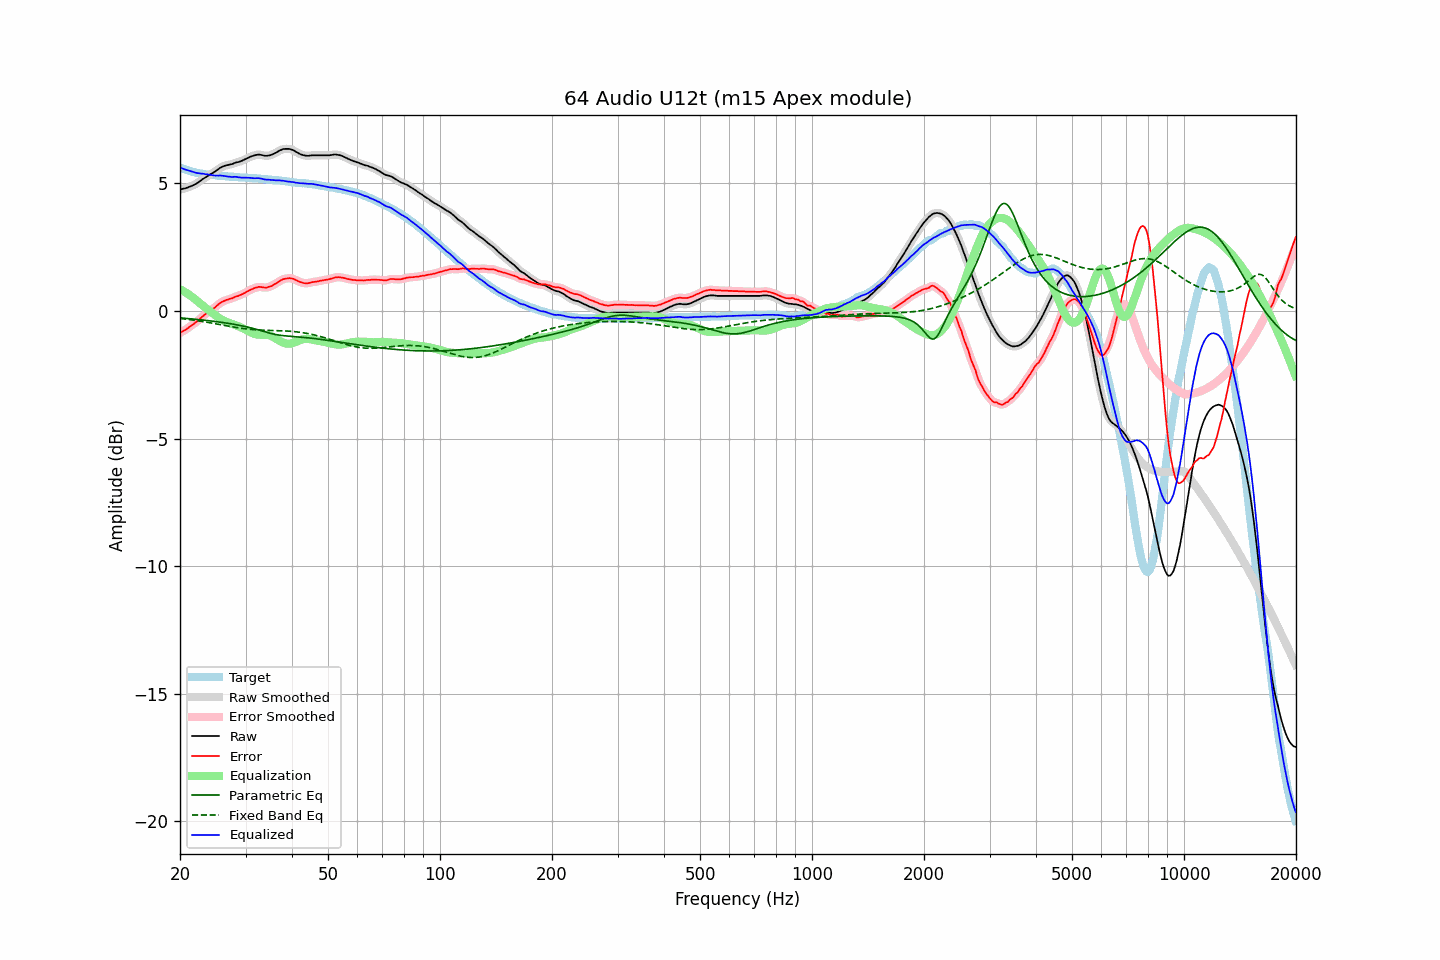 64 Audio U12t (m15 Apex module)
Amplitude (dBr)
5
0
−5
−10
−15
−20
Target
Raw Smoothed
Error Smoothed
Raw
Error
Equalization
Parametric Eq
Fixed Band Eq
Equalized
20 50 100 200 500 1000 2000 5000 10000 20000
Frequency (Hz)